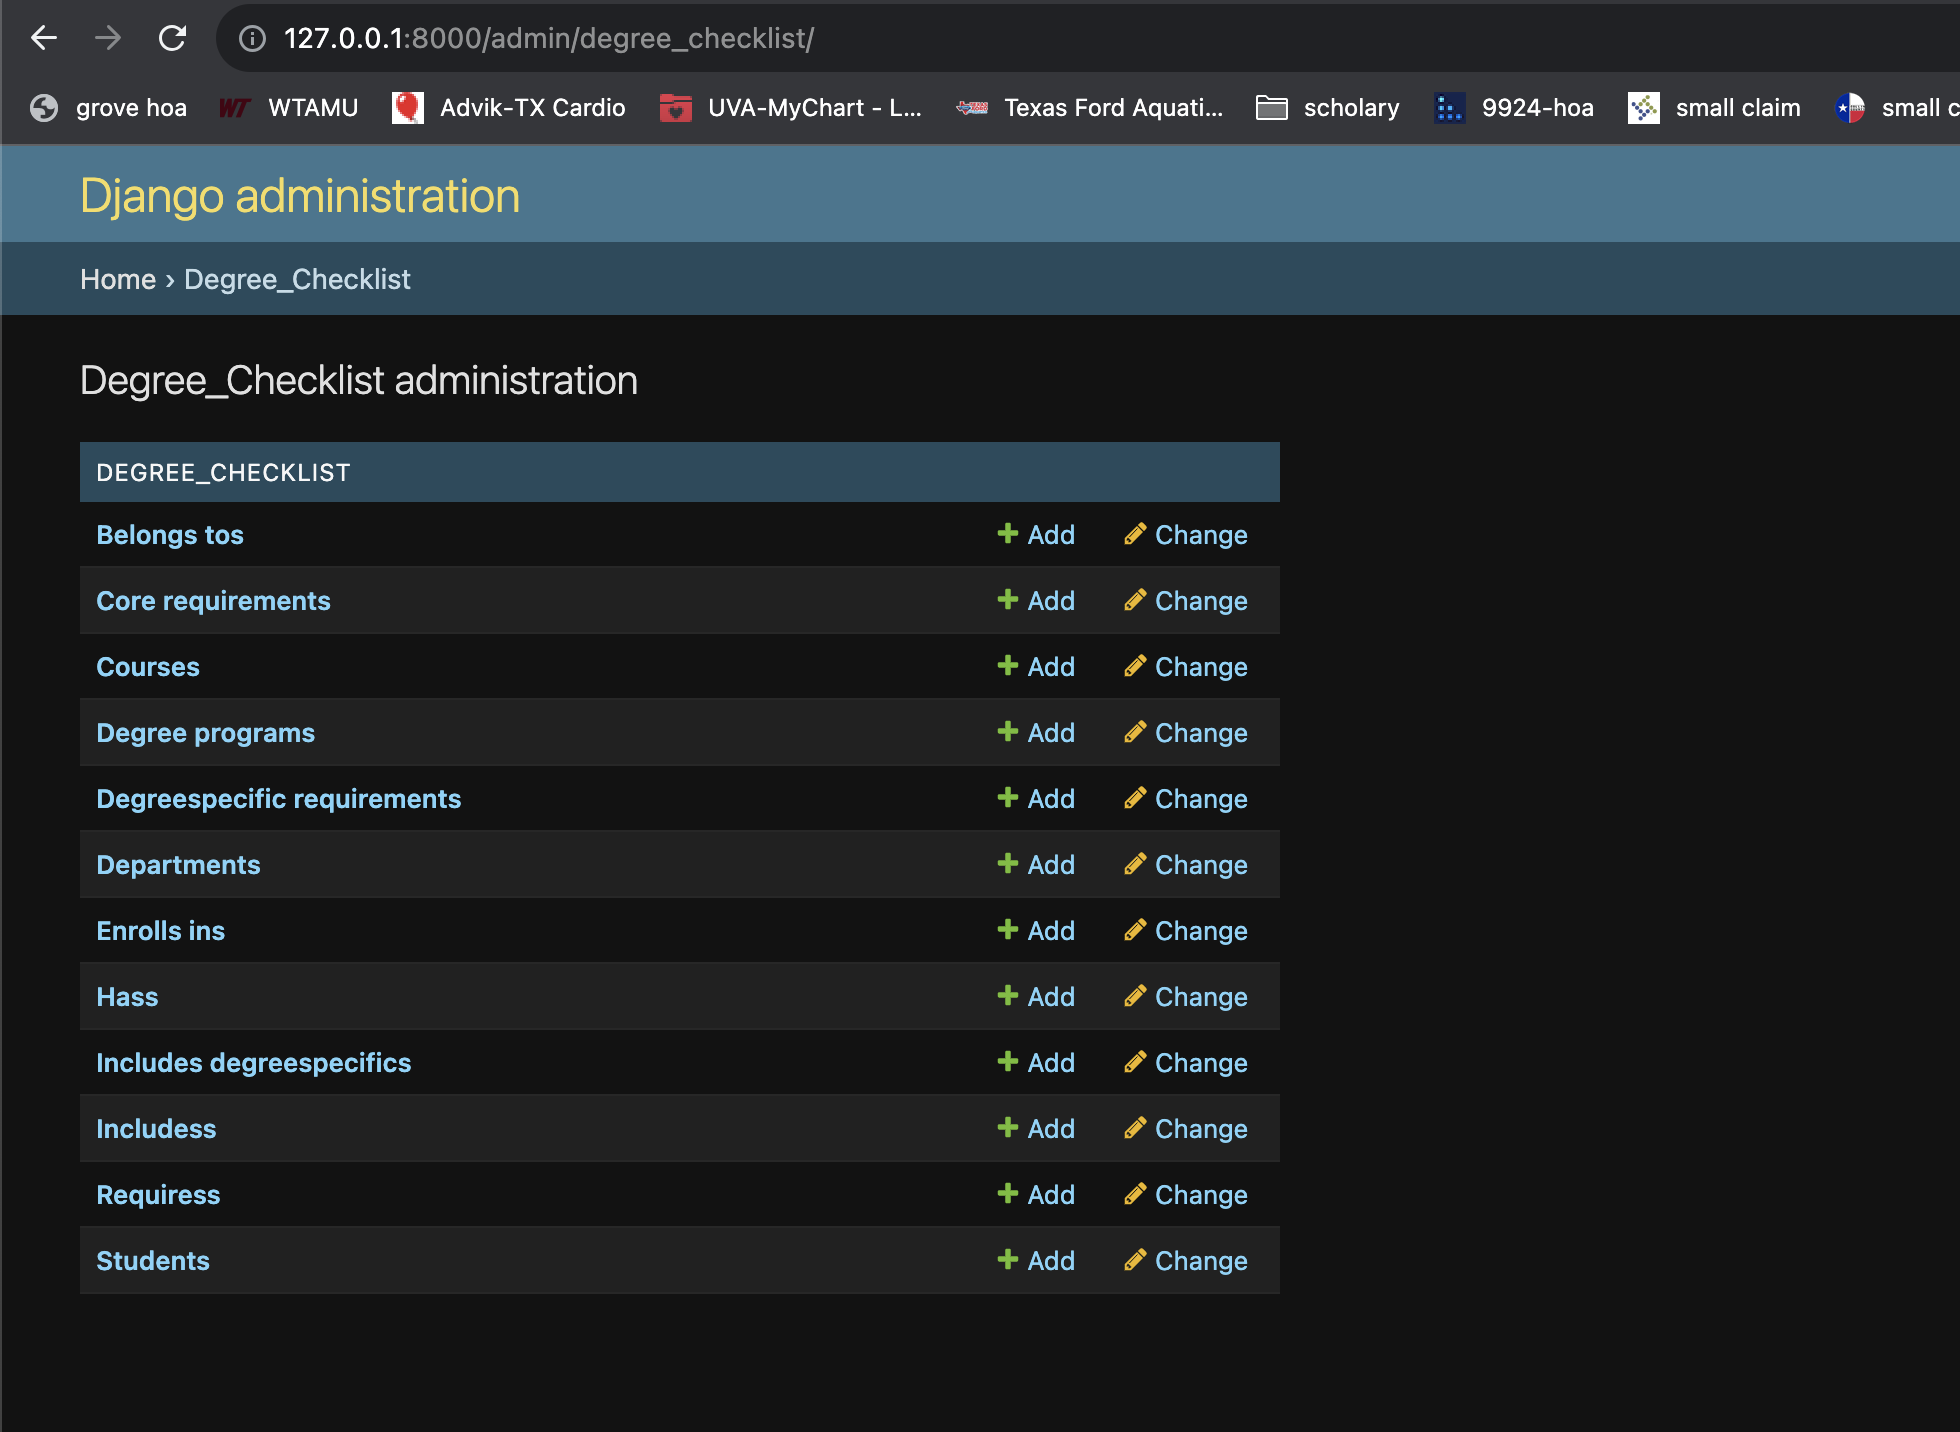 127.0.0.1:8000/admin/degree_checklist/
grove hoa WT WTAMU Advik-TX Cardio UVA-MyChart - L... Texas Ford Aquati... scholary 9924-hoa small claim small c
Django administration
Home › Degree_Checklist
Degree_Checklist administration
DEGREE_CHECKLIST
Belongs tos Add Change
Core requirements Add Change
Courses Add Change
Degree programs Add Change
Degreespecific requirements Add Change
Departments Add Change
Enrolls ins Add Change
Hass Add Change
Includes degreespecifics Add Change
Includess Add Change
Requiress Add Change
Students Add Change